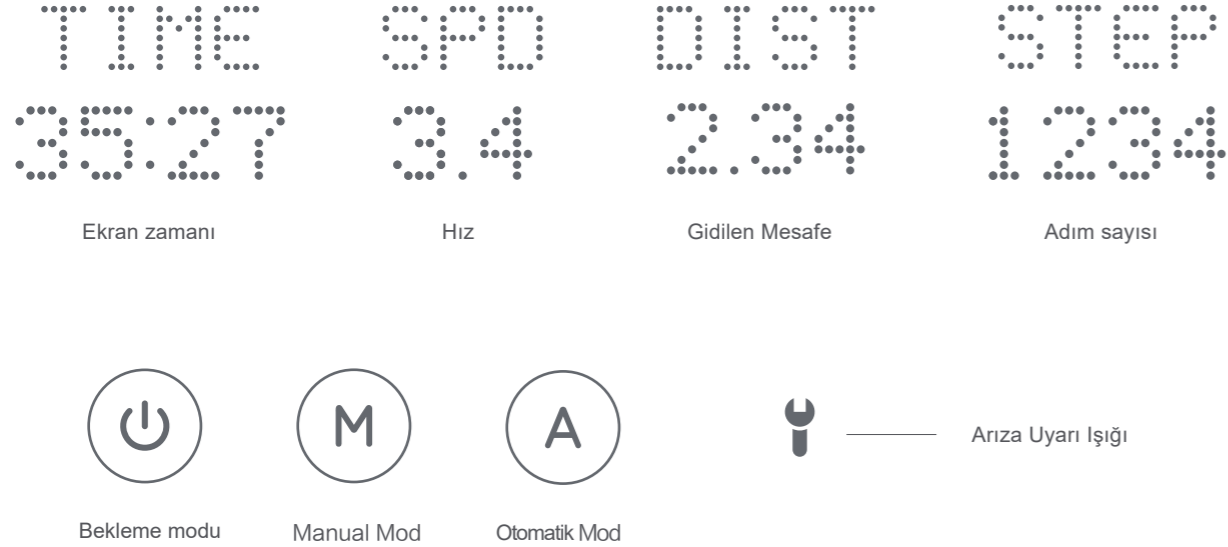 TIME SPD DIST STEP
35:27 3.4 2.34 1234
Ekran zamanı Hız Gidilen Mesafe Adım sayısı
M A
Arıza Uyarı Işığı
Bekleme modu Manual Mod Otomatik Mod